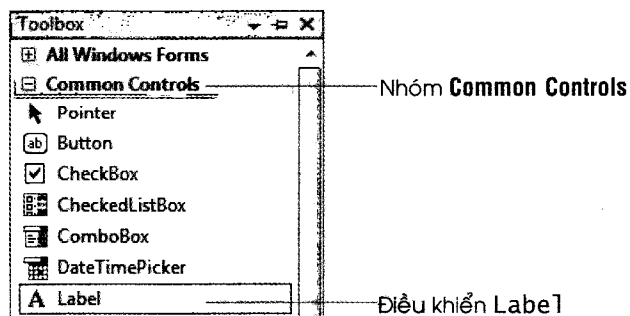 Toolbox
All Windows Forms
Common Controls
Nhóm Common Controls
Pointer
ab Button
CheckBox
CheckedListBox
ComboBox
DateTimePicker
A Label
Điều khiển Label